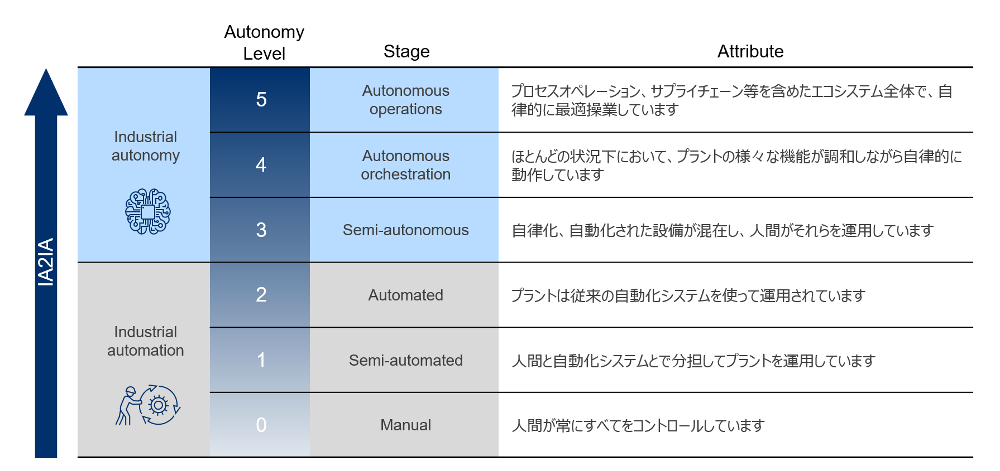 Autonomy
Level
Stage
Attribute
IA2IA
Industrial
autonomy
5
Autonomous
operations
プロセスオペレーション、サプライチェーン等を含めたエコシステム全体で、自
律的に最適操業しています
4
Autonomous
orchestration
ほとんどの状況下において、プラントの様々な機能が調和しながら自律的に
動作しています
3
Semi-autonomous
自律化、自動化された設備が混在し、人間がそれらを運用しています
Industrial
automation
2
Automated
プラントは従来の自動化システムを使って運用されています
1
Semi-automated
人間と自動化システムとで分担してプラントを運用しています
0
Manual
人間が常にすべてをコントロールしています